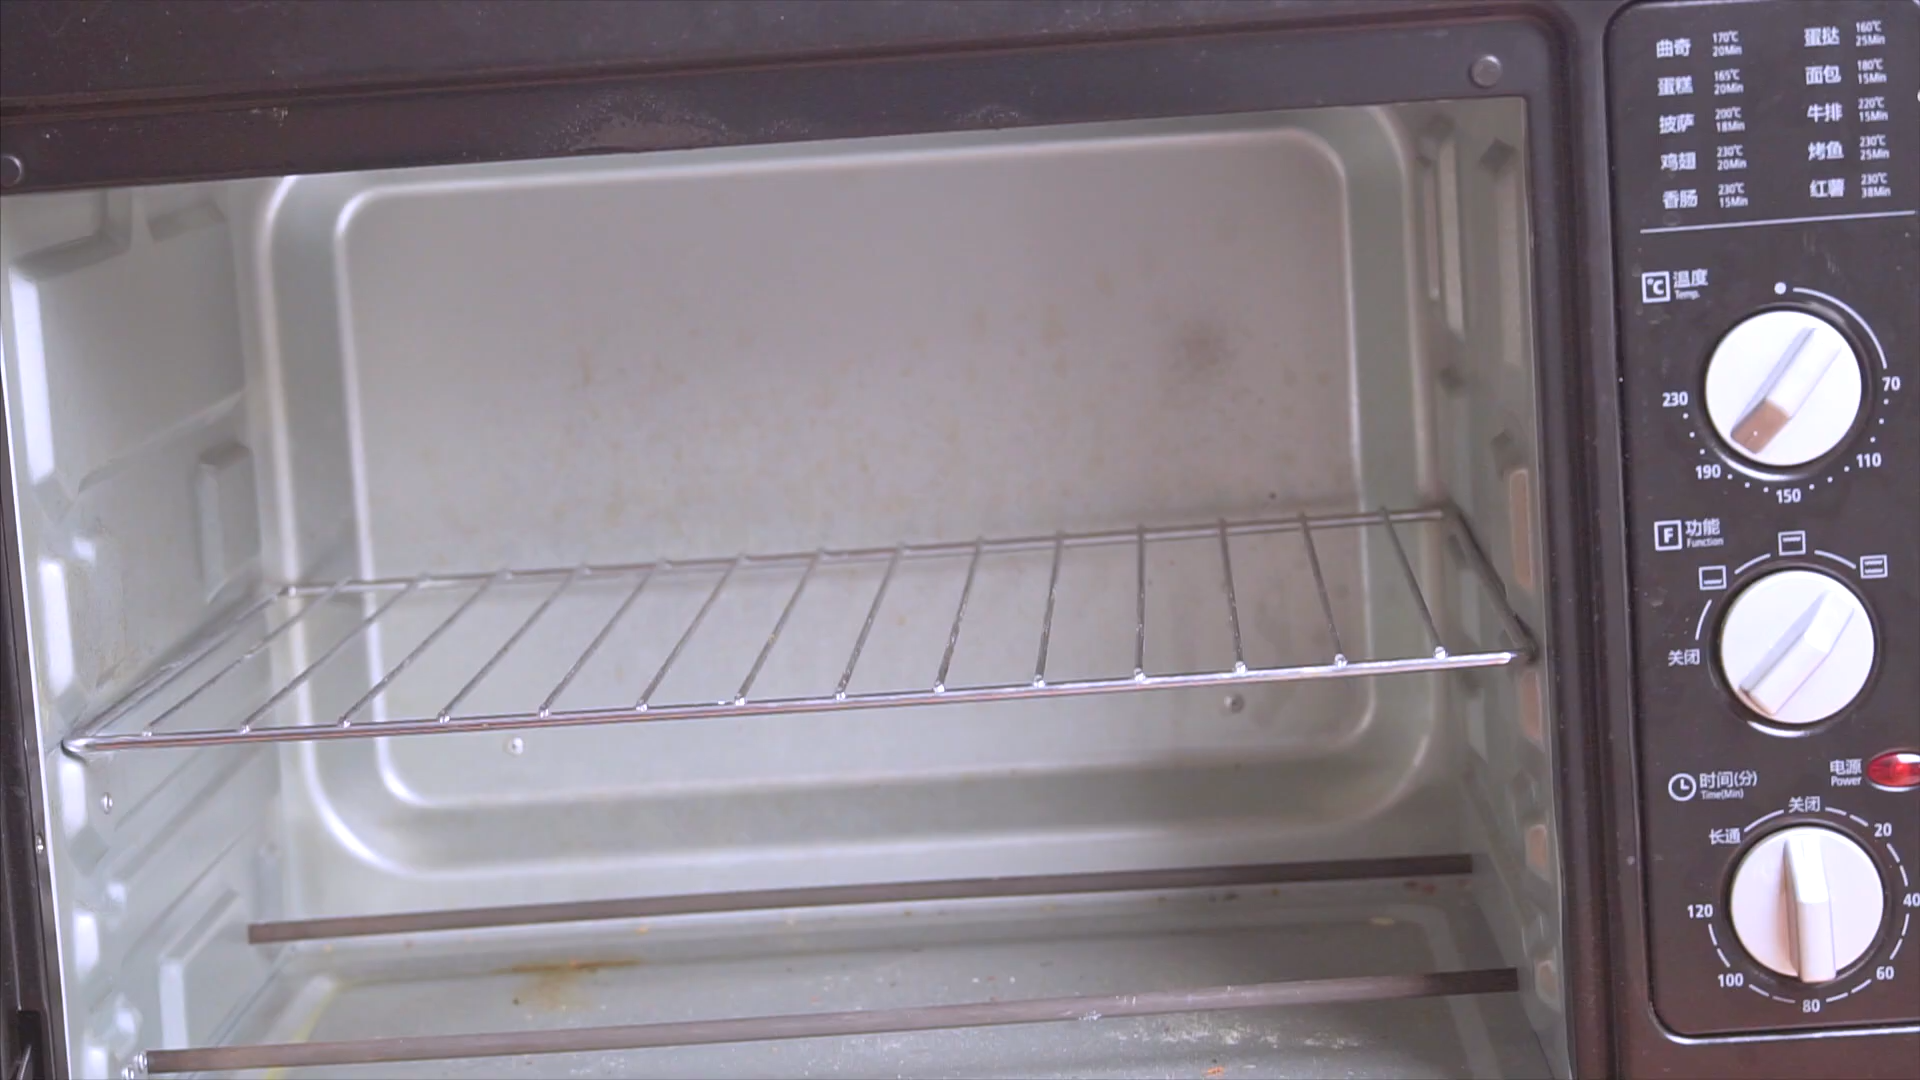 曲奇 170℃ 20Min 蛋挞 160℃ 25Min
蛋糕 165℃ 20Min 面包 180℃ 15Min
披萨 200℃ 18Min 牛排 220℃ 15Min
鸡翅 230℃ 20Min 烤鱼 230℃ 25Min
香肠 230℃ 15Min 红薯 230℃ 38Min
℃ 温度
Temp.
230 70
190 110
150
F 功能
Function
关闭
时间(分)
Time(Min)
电源
Power
关闭
长通 20
120 40
100 60
80